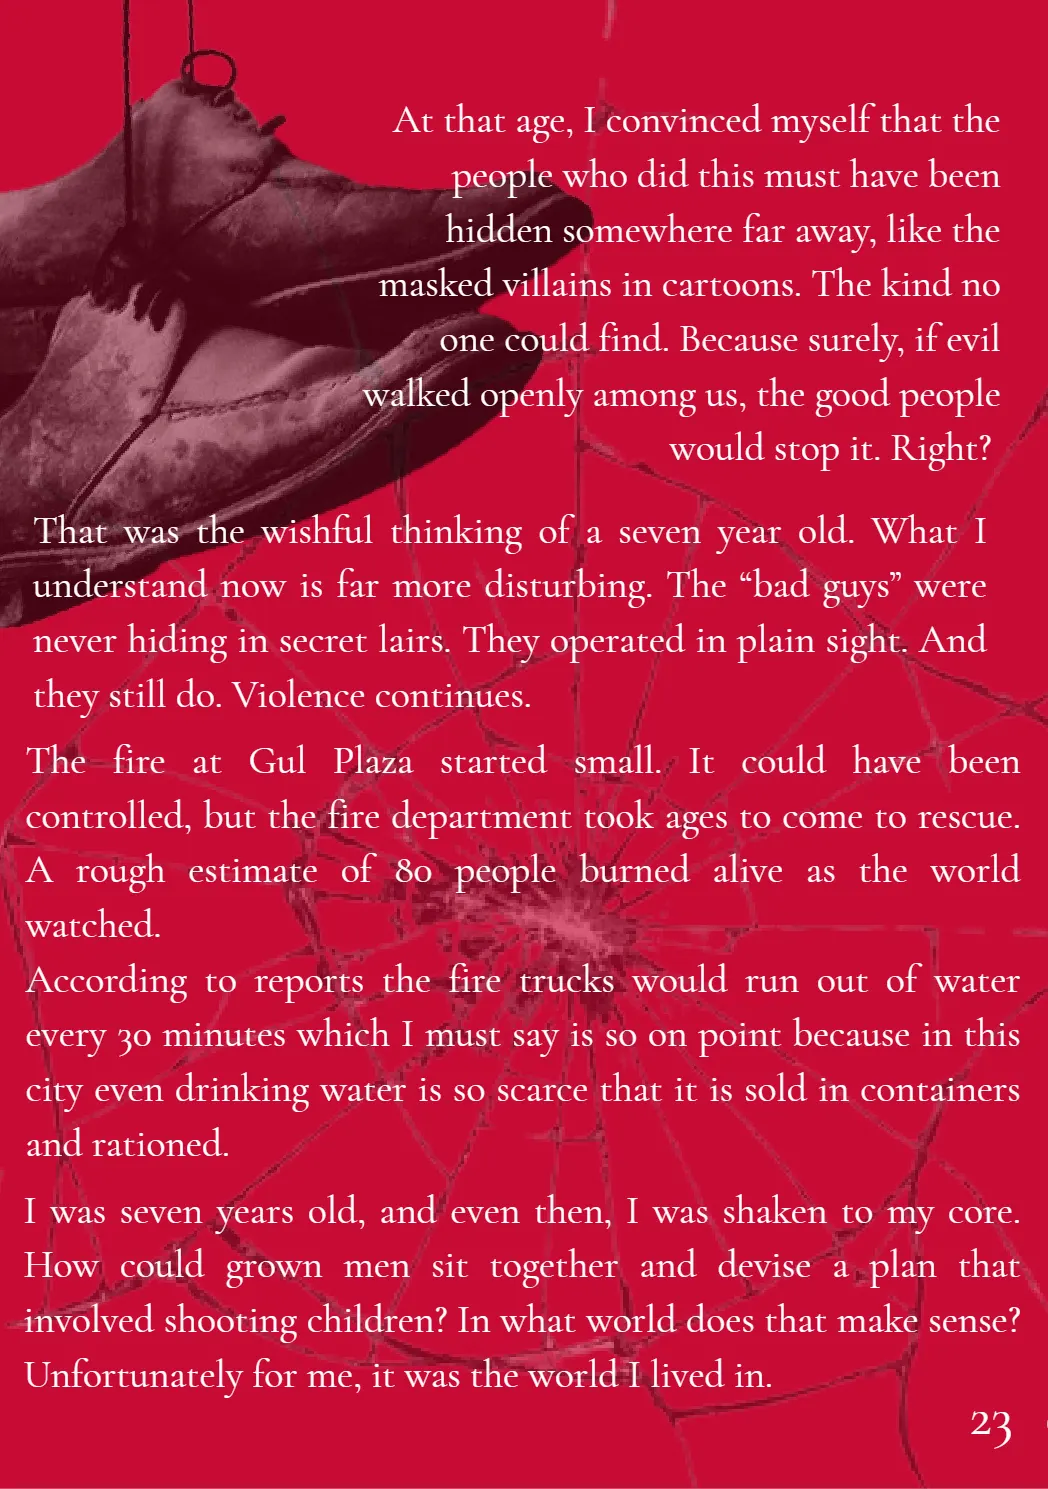 At that age, I convinced myself that the
people who did this must have been
hidden somewhere far away, like the
masked villains in cartoons. The kind no
one could find. Because surely, if evil
walked openly among us, the good people
would stop it. Right?
That was the wishful thinking of a seven year old. What I
understand now is far more disturbing. The “bad guys” were
never hiding in secret lairs. They operated in plain sight. And
they still do. Violence continues.
The fire at Gul Plaza started small. It could have been
controlled, but the fire department took ages to come to rescue.
A rough estimate of 80 people burned alive as the world
watched.
According to reports the fire trucks would run out of water
every 30 minutes which I must say is so on point because in this
city even drinking water is so scarce that it is sold in containers
and rationed.
I was seven years old, and even then, I was shaken to my core.
How could grown men sit together and devise a plan that
involved shooting children? In what world does that make sense?
Unfortunately for me, it was the world I lived in.
23